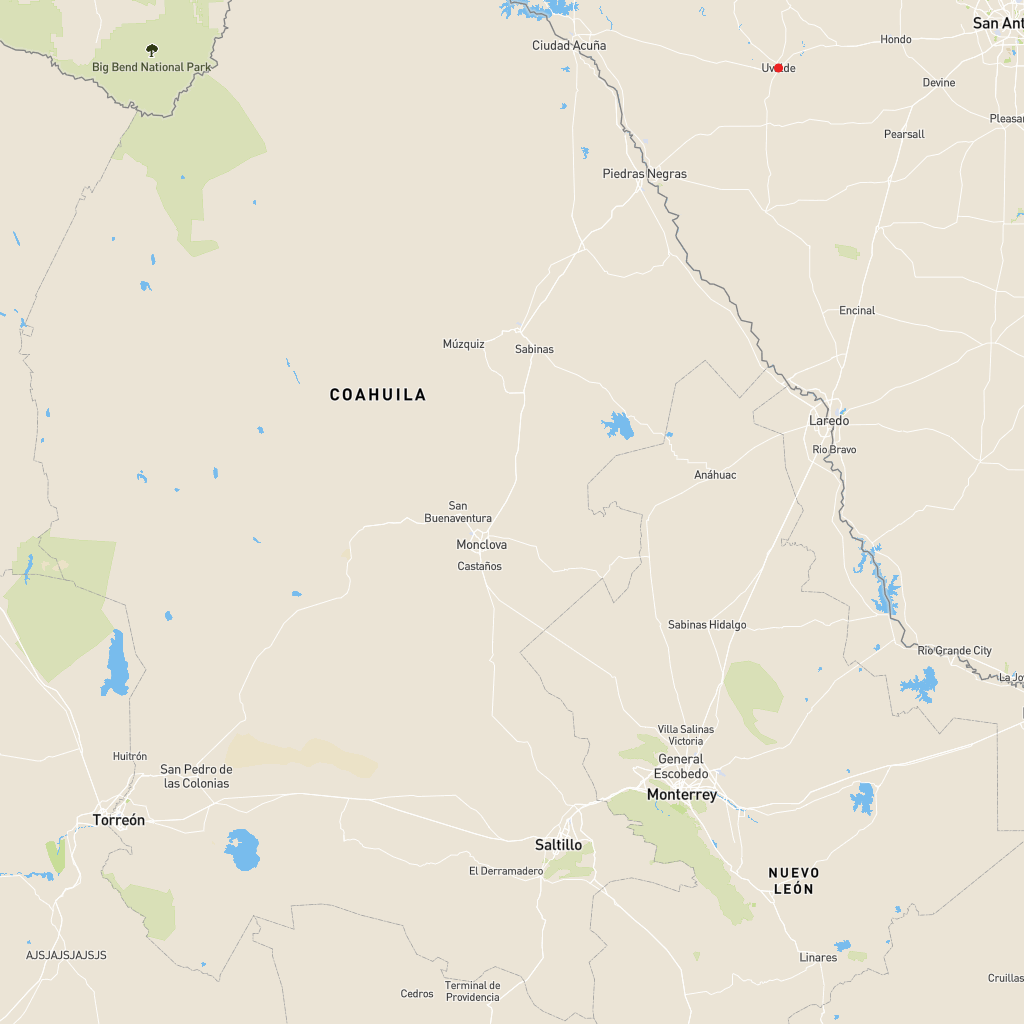 San Ant
Ciudad Acuña
Hondo
Big Bend National Park
Uvalde
Devine
Pleasan
Pearsall
Piedras Negras
Encinal
Múzquiz
Sabinas
COAHUILA
Laredo
Rio Bravo
Anáhuac
San
Buenaventura
Monclova
Castaños
Sabinas Hidalgo
Rio Grande City
La Jo
Villa Salinas
Victoria
Huitrón
General
Escobedo
San Pedro de
las Colonias
Monterrey
Torreón
Saltillo
El Derramadero
NUEVO
LEÓN
AJSJAJSJAJSJS
Linares
Cruillas
Terminal de
Providencia
Cedros